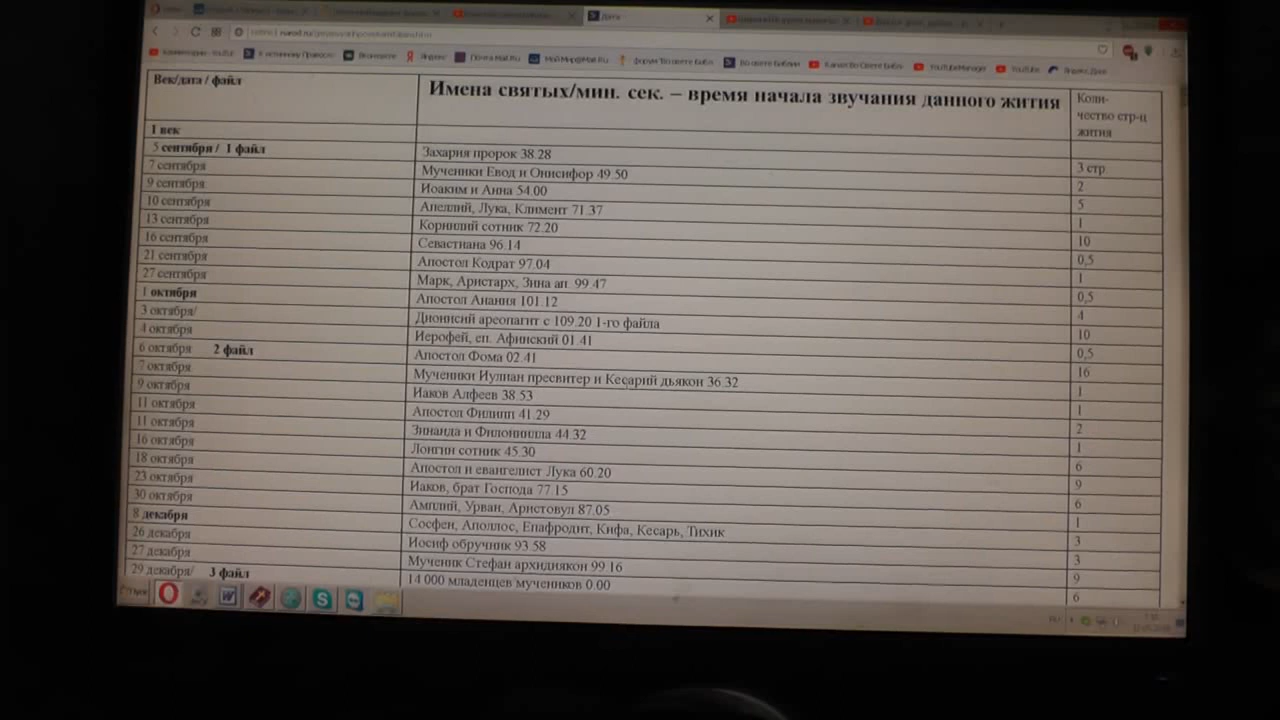 Век/дата / файл Имена святых/мин. сек. – время начала звучания данного жития Коли-
чество стр-ц
жития
1 век
5 сентября / 1 файл Захария пророк 38.28 3 стр
7 сентября Мученики Евод и Онисифор 49.50 2
9 сентября Иоаким и Анна 54.00 5
10 сентября Апеллий, Лука, Климент 71.37 1
13 сентября Корнилий сотник 72.20 10
16 сентября Севастиана 96.14 0,5
21 сентября Апостол Кодрат 97.04 1
27 сентября Марк, Аристарх, Зина ап. 99.47 0,5
1 октября Апостол Анания 101.12 4
3 октября/ Дионисий ареопагит с 109.20 1-го файла 10
4 октября Иерофей, еп. Афинский 01.41 0,5
6 октября 2 файл Апостол Фома 02.41 16
7 октября Мученики Иулиан пресвитер и Кесарий дьякон 36.32 1
9 октября Иаков Алфеев 38.53 1
11 октября Апостол Филипп 41.29 2
11 октября Зинаида и Филонилла 44.32 1
16 октября Лонгин сотник 45.30 6
18 октября Апостол и евангелист Лука 60.20 9
23 октября Иаков, брат Господа 77.15 6
30 октября Амплий, Урван, Аристовул 87.05 1
8 декабря Сосфен, Аполлос, Епафродит, Кифа, Кесарь, Тихик 3
26 декабря Иосиф обручник 93.58 3
27 декабря Мученик Стефан архидиакон 99.16 9
29 декабря/ 3 файл 14 000 младенцев мучеников 0.00 6